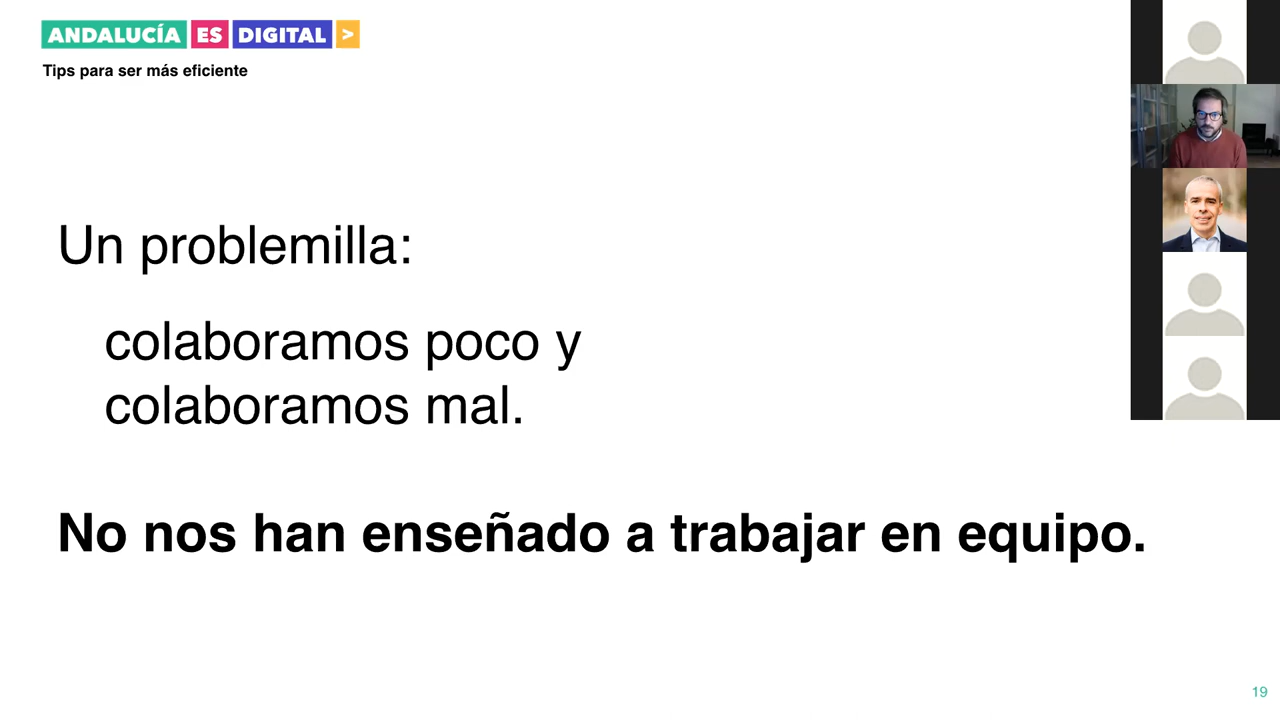 ANDALUCÍA ES DIGITAL >
Tips para ser más eficiente
Un problemilla:
colaboramos poco y
colaboramos mal.
No nos han enseñado a trabajar en equipo.
19